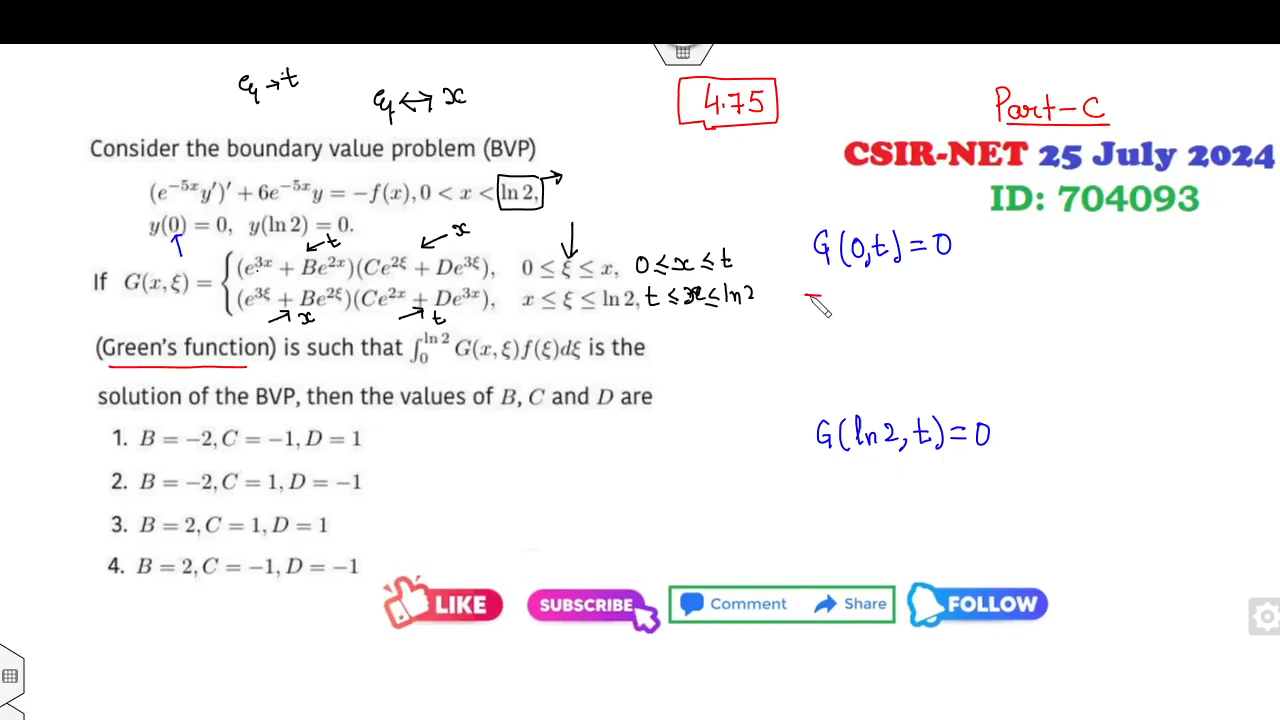 ε₁→t
ε₁ ↔ x
4.75
Part-C
Consider the boundary value problem (BVP)
CSIR-NET 25 July 2024
(e^{-5x}y')' + 6e^{-5x}y = -f(x), 0 < x < ln 2,
ID: 704093
y(0) = 0, y(ln 2) = 0.
t
x
G(0,t)=0
If G(x, ξ) = { (e^{3x} + Be^{2x})(Ce^{2ξ} + De^{3ξ}), 0 ≤ ξ ≤ x, 0 ≤ x ≤ t
(e^{3ξ} + Be^{2ξ})(Ce^{2x} + De^{3x}), x ≤ ξ ≤ ln 2, t ≤ x ≤ ln 2
x
t
(Green's function) is such that ∫_0^{ln 2} G(x, ξ)f(ξ)dξ is the
solution of the BVP, then the values of B, C and D are
G(ln 2, t)=0
1. B = -2, C = -1, D = 1
2. B = -2, C = 1, D = -1
3. B = 2, C = 1, D = 1
4. B = 2, C = -1, D = -1
LIKE
SUBSCRIBE
Comment
Share
FOLLOW